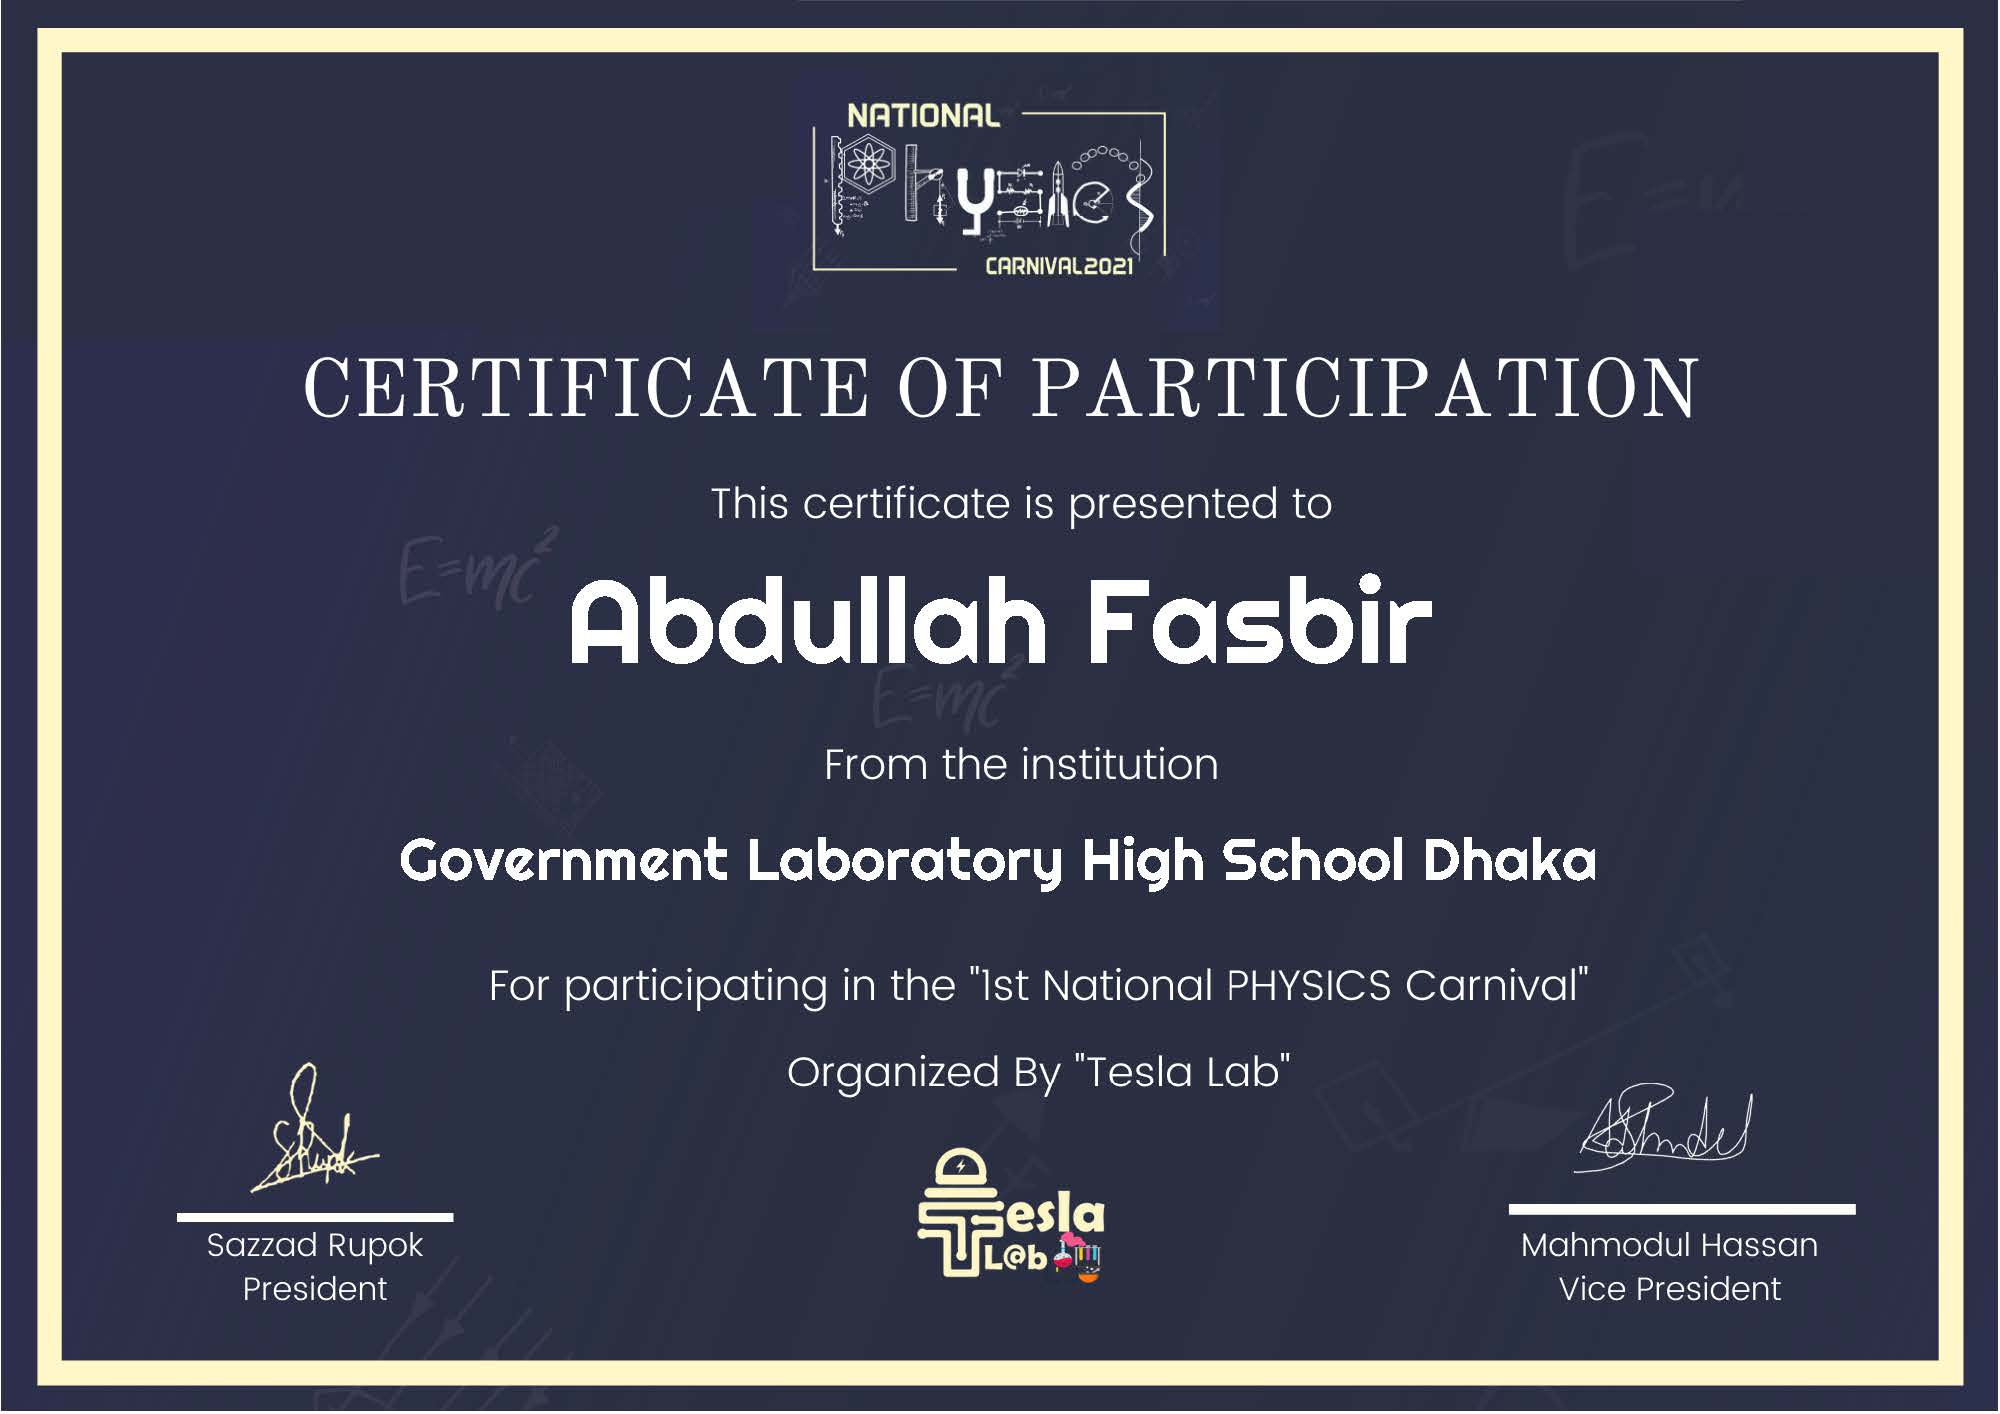 NATIONAL
Physics
CARNIVAL2021
CERTIFICATE OF PARTICIPATION
This certificate is presented to
E=mc²
Abdullah Fasbir
E=mc²
From the institution
Government Laboratory High School Dhaka
For participating in the "1st National PHYSICS Carnival"
Organized By "Tesla Lab"
Tesla
L@b
Sazzad Rupok
President
Mahmodul Hassan
Vice President